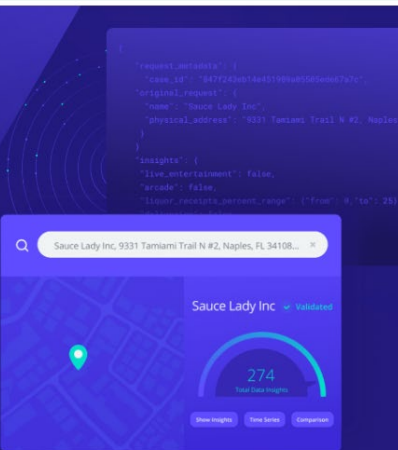 {
"request_metadata": {
"case_id":
"original_request": {
"name": "Sauce Lady Inc",
"physical_address": "9331 Tamiami Trail N #2, Naples
}
}
"insights": {
"live_entertainment": false,
"arcade": false,
"liquor_receipts_percent_range": {"from": 0,"to": 25}
Sauce Lady Inc, 9331 Tamiami Trail N #2, Naples, FL 34108... ×
Sauce Lady Inc Validated
274
Total Data Insights
Show Insights Time Series Comparison